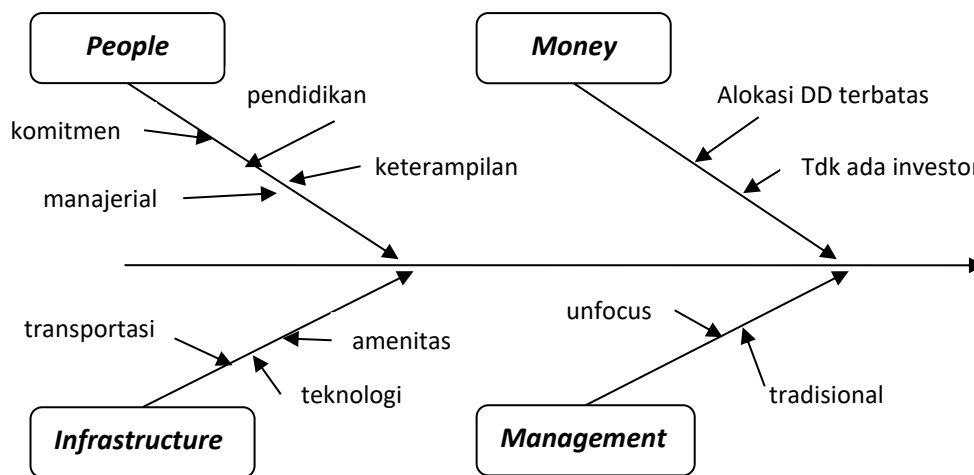 People
Money
pendidikan
Alokasi DD terbatas
komitmen
keterampilan
Tdk ada investor
manajerial
unfocus
transportasi
amenitas
teknologi
tradisional
Infrastructure
Management